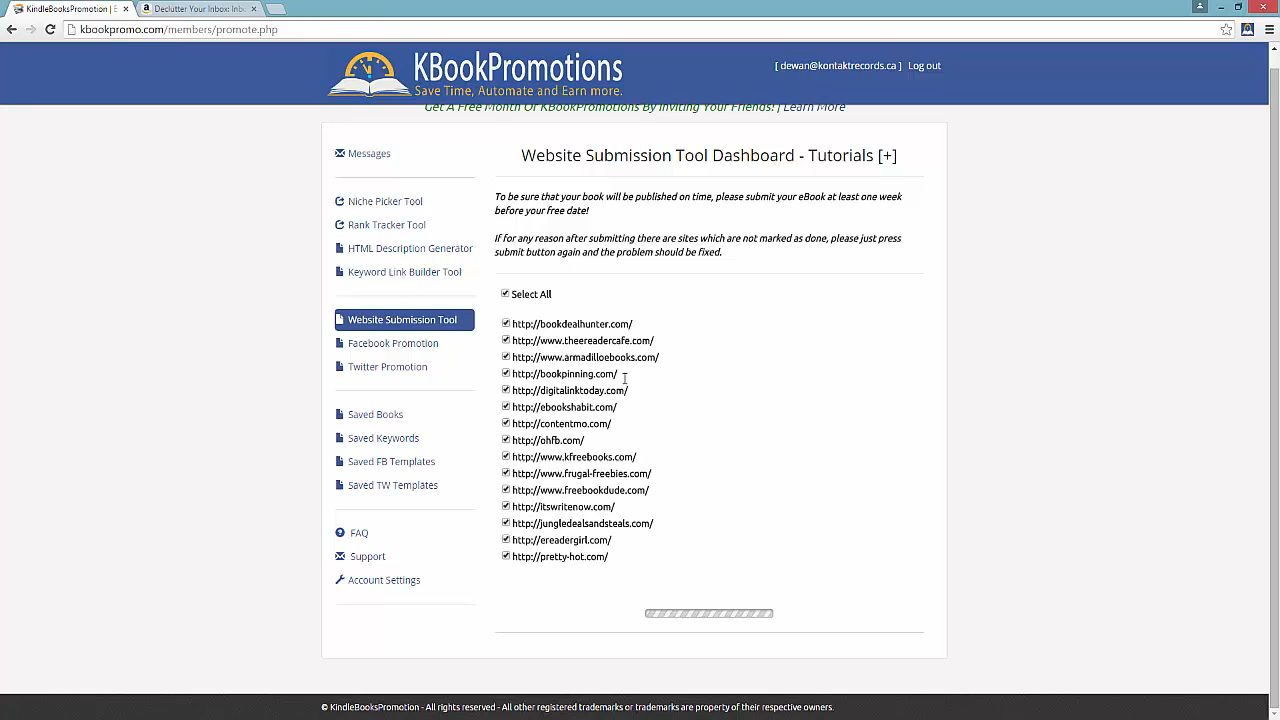 KindleBooksPromotion | E
Declutter Your Inbox: Inb
kbookpromo.com/members/promote.php
KBookPromotions
Save Time, Automate and Earn more.
[ dewan@kontaktrecords.ca ] Log out
Get A Free Month Of KBookPromotions By Inviting Your Friends! | Learn More
Messages
Niche Picker Tool
Rank Tracker Tool
HTML Description Generator
Keyword Link Builder Tool
Website Submission Tool
Facebook Promotion
Twitter Promotion
Saved Books
Saved Keywords
Saved FB Templates
Saved TW Templates
FAQ
Support
Account Settings
Website Submission Tool Dashboard - Tutorials [+]
To be sure that your book will be published on time, please submit your eBook at least one week
before your free date!
If for any reason after submitting there are sites which are not marked as done, please just press
submit button again and the problem should be fixed.
Select All
http://bookdealhunter.com/
http://www.theereadercafe.com/
http://www.armadilloebooks.com/
http://bookpinning.com/
http://digitalinktoday.com/
http://ebookshabit.com/
http://contentmo.com/
http://ohfb.com/
http://www.kfreebooks.com/
http://www.frugal-freebies.com/
http://www.freebookdude.com/
http://itswritenow.com/
http://jungledealsandsteals.com/
http://ereadergirl.com/
http://pretty-hot.com/
© KindleBooksPromotion - All rights reserved - All other registered trademarks or trademarks are property of their respective owners.